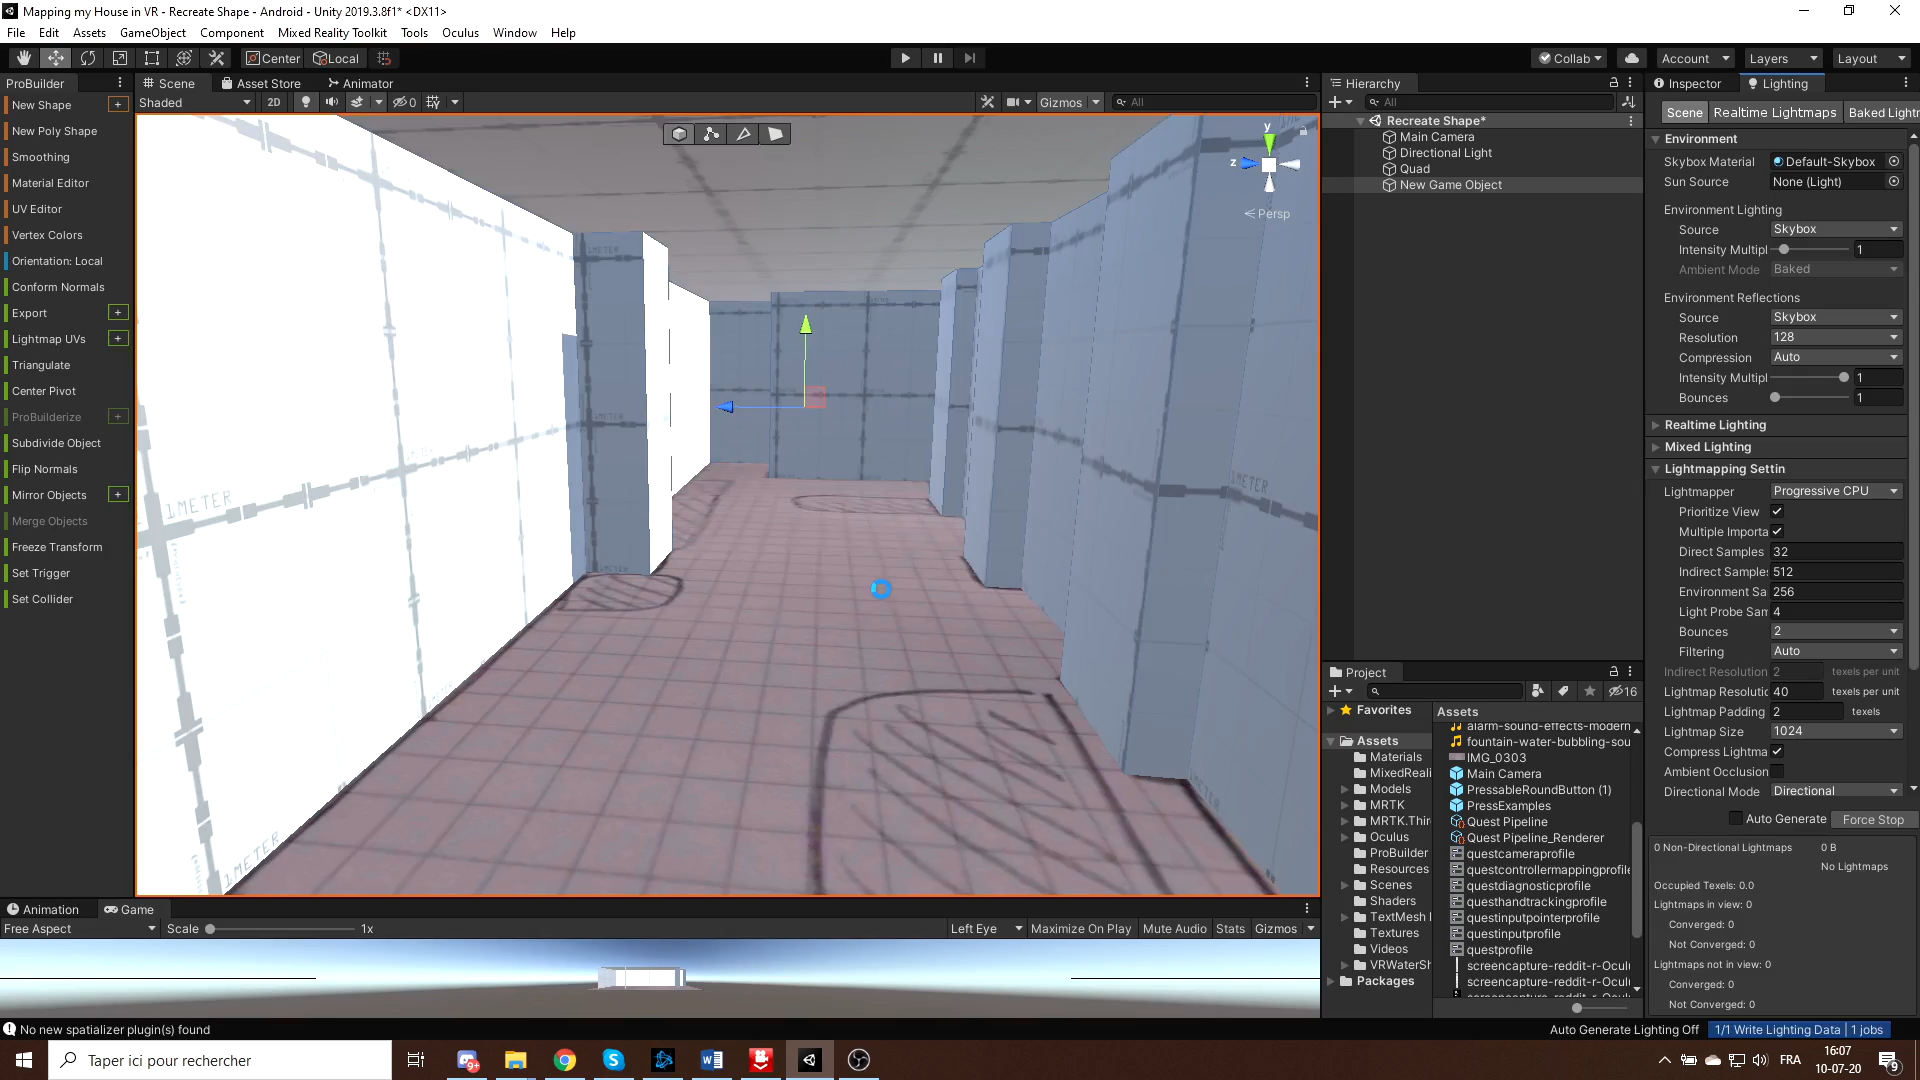 Mapping my House in VR - Recreate Shape - Android - Unity 2019.3.8f1* <DX11>
File Edit Assets GameObject Component Mixed Reality Toolkit Tools Oculus Window Help
Center Local Collab Account Layers Layout
ProBuilder
New Shape
New Poly Shape
Smoothing
Material Editor
UV Editor
Vertex Colors
Orientation: Local
Conform Normals
Export
Lightmap UVs
Triangulate
Center Pivot
ProBuilderize
Subdivide Object
Flip Normals
Mirror Objects
Merge Objects
Freeze Transform
Set Trigger
Set Collider
Scene Asset Store Animator
Shaded 2D 0 Gizmos All
y
z
Persp
1METER
1METER
1METER
1METER
Animation Game
Free Aspect Scale 1x Left Eye Maximize On Play Mute Audio Stats Gizmos
Hierarchy
All
Recreate Shape*
Main Camera
Directional Light
Quad
New Game Object
Project
16
Favorites
Assets
Materials
MixedReali
Models
MRTK
MRTK.Thir
Oculus
ProBuilder
Resources
Scenes
Shaders
TextMesh
Textures
Videos
VRWaterSh
Packages
Assets
alarm-sound-effects-modern
fountain-water-bubbling-sou
IMG_0303
Main Camera
PressableRoundButton (1)
PressExamples
Quest Pipeline
Quest Pipeline_Renderer
questcameraprofile
questcontrollermappingprofile
questdiagnosticprofile
questhandtrackingprofile
questinputpointerprofile
questinputprofile
questprofile
screencapture-reddit-r-Ocul
screencapture-reddit-r-Ocul
screencapture-reddit-r-Ocul
Inspector Lighting
Scene Realtime Lightmaps Baked Lightm
Environment
Skybox Material Default-Skybox
Sun Source None (Light)
Environment Lighting
Source Skybox
Intensity Multipl 1
Ambient Mode Baked
Environment Reflections
Source Skybox
Resolution 128
Compression Auto
Intensity Multipl 1
Bounces 1
Realtime Lighting
Mixed Lighting
Lightmapping Settin
Lightmapper Progressive CPU
Prioritize View
Multiple Importa
Direct Samples 32
Indirect Samples 512
Environment Sa 256
Light Probe Sam 4
Bounces 2
Filtering Auto
Indirect Resolution 2 texels per unit
Lightmap Resolutic 40 texels per unit
Lightmap Padding 2 texels
Lightmap Size 1024
Compress Lightma
Ambient Occlusion
Directional Mode Directional
Auto Generate Force Stop
0 Non-Directional Lightmaps 0 B
No Lightmaps
Occupied Texels: 0.0
Lightmaps in view: 0
Converged: 0
Not Converged: 0
Lightmaps not in view: 0
Converged: 0
Not Converged: 0
No new spatializer plugin(s) found Auto Generate Lighting Off 1/1 Write Lighting Data | 1 jobs
Taper ici pour rechercher 9+ FRA 16:07
10-07-20 9